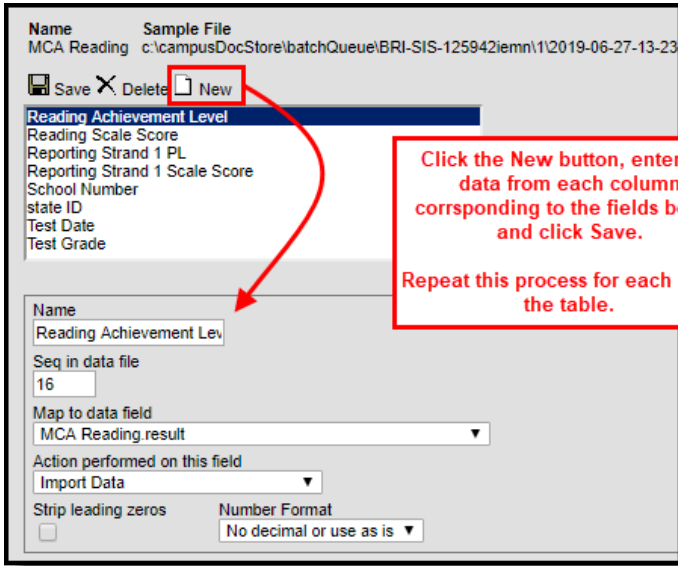 Name Sample File
MCA Reading c:\campusDocStore\batchQueue\BRI-SIS-125942iemn\1\2019-06-27-13-23
Save Delete New
Reading Achievement Level
Reading Scale Score
Reporting Strand 1 PL
Reporting Strand 1 Scale Score
School Number
state ID
Test Date
Test Grade
Click the New button, enter
data from each column
corrsponding to the fields b
and click Save.
Repeat this process for each
the table.
Name
Reading Achievement Lev
Seq in data file
16
Map to data field
MCA Reading.result
Action performed on this field
Import Data
Strip leading zeros Number Format
No decimal or use as is